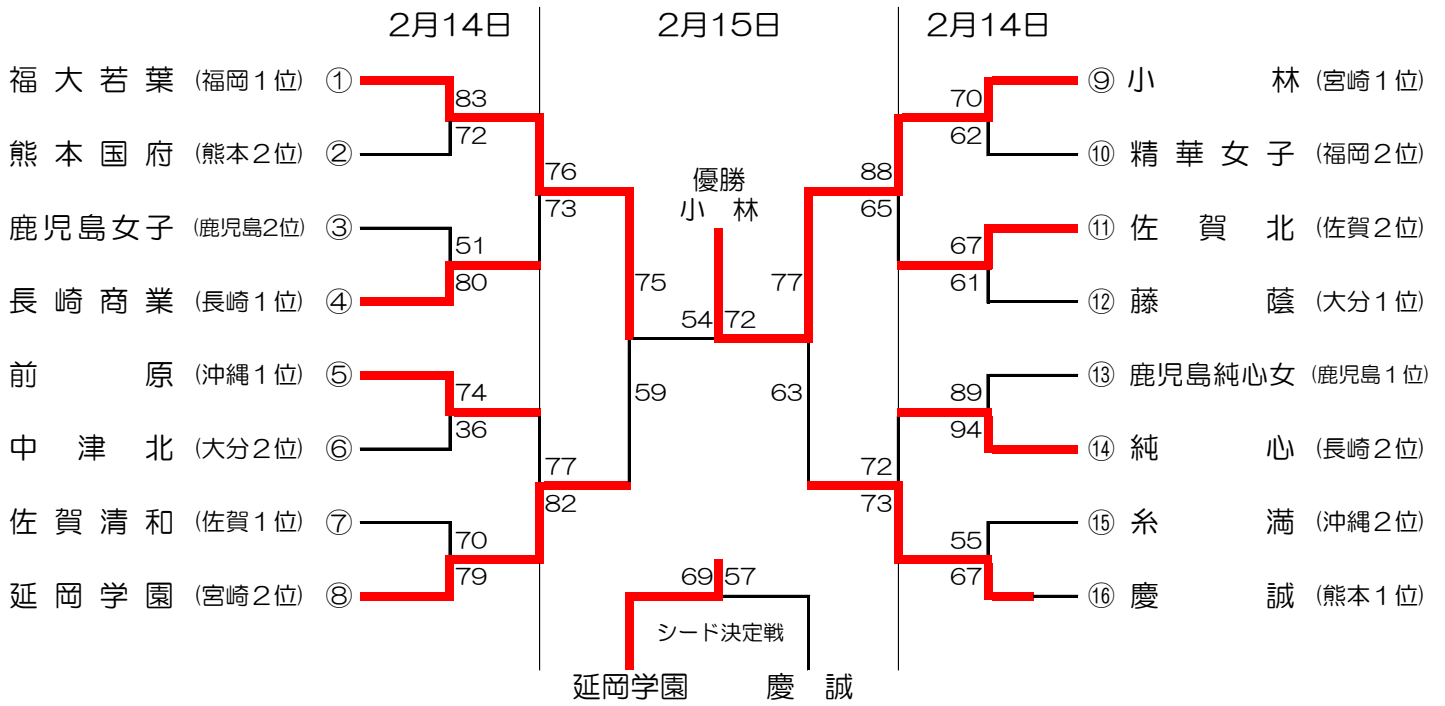 2月14日 2月15日 2月14日
福大若葉 (福岡1位) ① ⑨ 小林 (宮崎1位)
83 70
72 62
熊本国府 (熊本2位) ② ⑩ 精華女子 (福岡2位)
76 優勝 88
73 小林 65
鹿児島女子 (鹿児島2位) ③ ⑪ 佐賀北 (佐賀2位)
51 67
80 75 77 61
長崎商業 (長崎1位) ④ ⑫ 藤蔭 (大分1位)
54 72
前原 (沖縄1位) ⑤ ⑬ 鹿児島純心女 (鹿児島1位)
74 59 63 89
36 94
中津北 (大分2位) ⑥ ⑭ 純心 (長崎2位)
77 72
82 73
佐賀清和 (佐賀1位) ⑦ ⑮ 糸満 (沖縄2位)
70 55
79 69 57 67
延岡学園 (宮崎2位) ⑧ ⑯ 慶誠 (熊本1位)
シード決定戦
延岡学園 慶誠